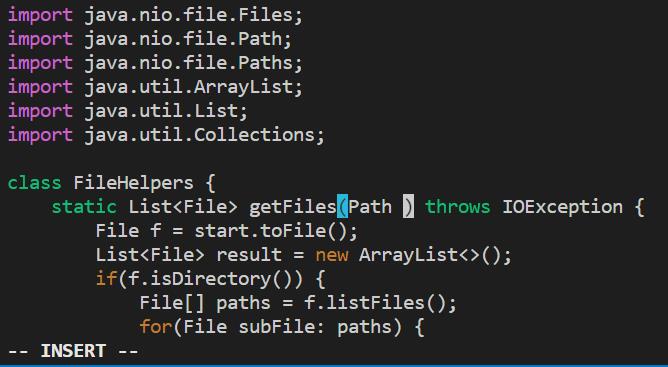 import java.nio.file.Files;
import java.nio.file.Path;
import java.nio.file.Paths;
import java.util.ArrayList;
import java.util.List;
import java.util.Collections;

class FileHelpers {
    static List<File> getFiles(Path ) throws IOException {
        File f = start.toFile();
        List<File> result = new ArrayList<>();
        if(f.isDirectory()) {
            File[] paths = f.listFiles();
            for(File subFile: paths) {
-- INSERT --